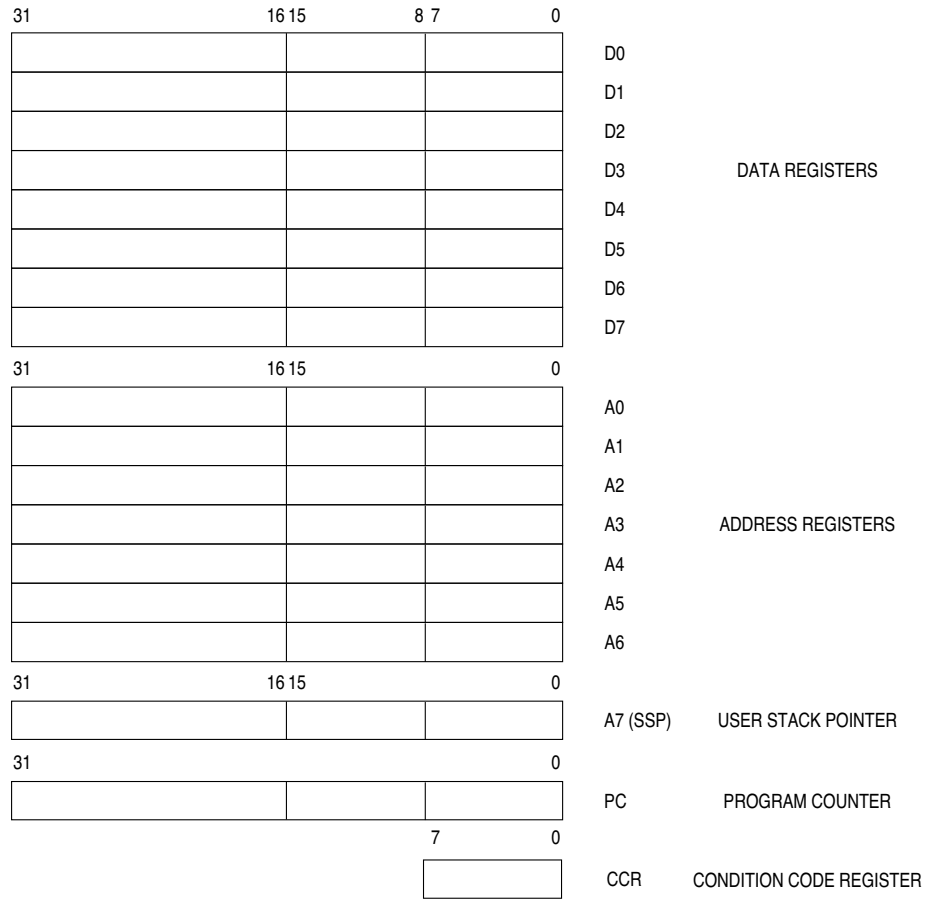 31 16 15 8 7 0
D0
D1
D2
D3 DATA REGISTERS
D4
D5
D6
D7
31 16 15 0
A0
A1
A2
A3 ADDRESS REGISTERS
A4
A5
A6
31 16 15 0
A7 (SSP) USER STACK POINTER
31 0
PC PROGRAM COUNTER
7 0
CCR CONDITION CODE REGISTER